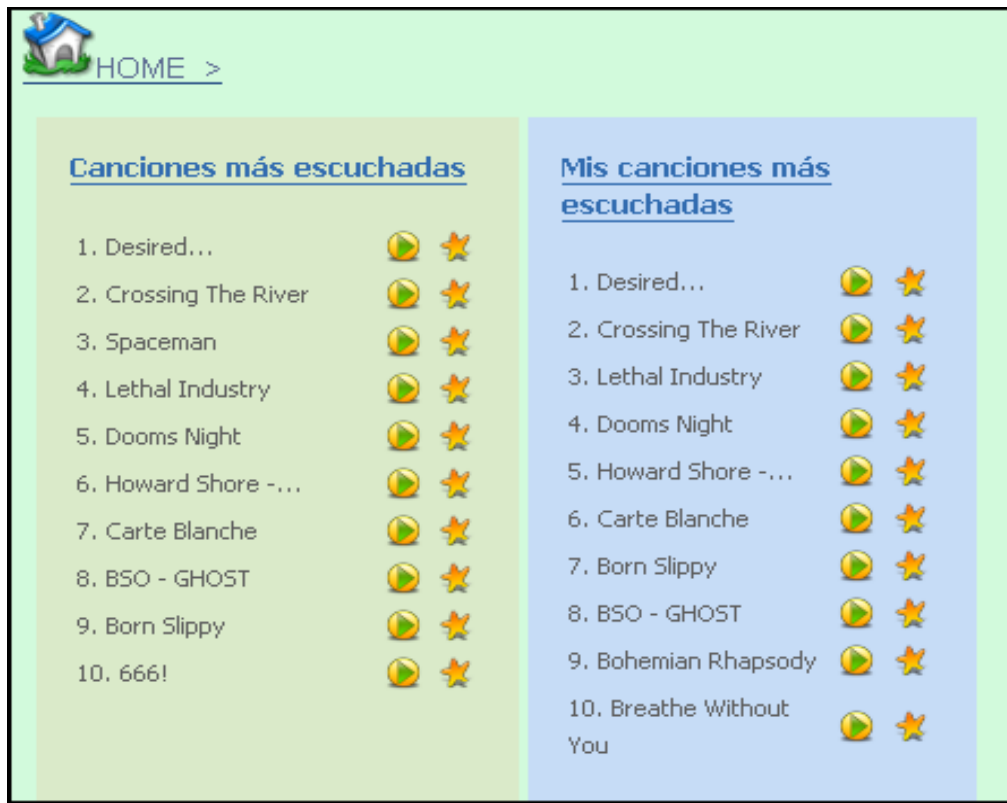 HOME >
Canciones más escuchadas
1. Desired...
2. Crossing The River
3. Spaceman
4. Lethal Industry
5. Dooms Night
6. Howard Shore -...
7. Carte Blanche
8. BSO - GHOST
9. Born Slippy
10. 666!
Mis canciones más
escuchadas
1. Desired...
2. Crossing The River
3. Lethal Industry
4. Dooms Night
5. Howard Shore -...
6. Carte Blanche
7. Born Slippy
8. BSO - GHOST
9. Bohemian Rhapsody
10. Breathe Without
You